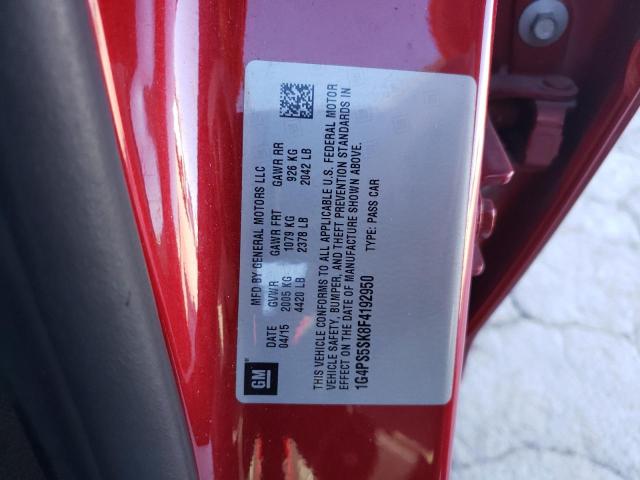 GM
MFD BY GENERAL MOTORS LLC
DATE GVWR GAWR FRT GAWR RR
04/15 2005 KG 1079 KG 926 KG
4420 LB 2378 LB 2042 LB
THIS VEHICLE CONFORMS TO ALL APPLICABLE U.S. FEDERAL MOTOR
VEHICLE SAFETY, BUMPER, AND THEFT PREVENTION STANDARDS IN
EFFECT ON THE DATE OF MANUFACTURE SHOWN ABOVE.
TYPE: PASS CAR
1G4PS5SK8F4192950